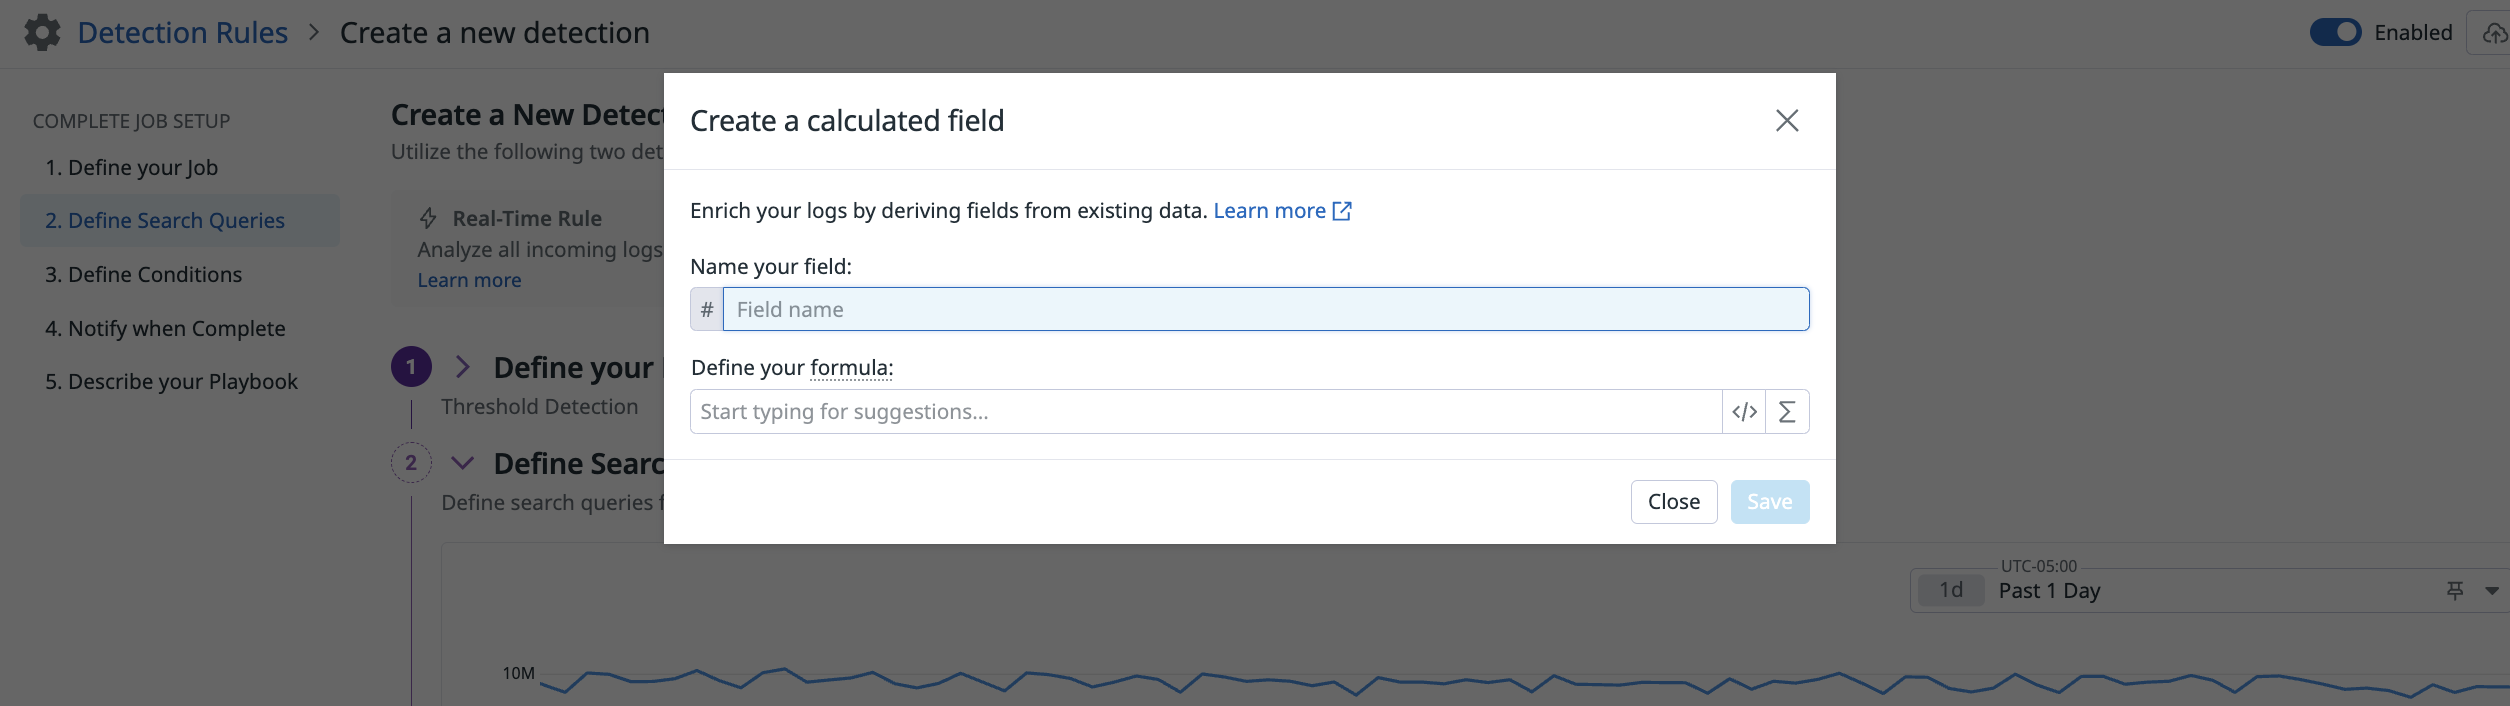 Detection Rules > Create a new detection
Enabled
COMPLETE JOB SETUP
1. Define your Job
2. Define Search Queries
3. Define Conditions
4. Notify when Complete
5. Describe your Playbook
Create a New Detect
Utilize the following two det
Real-Time Rule
Analyze all incoming logs
Learn more
1
Define your
Threshold Detection
2
Define Searc
Define search queries f
Create a calculated field
Enrich your logs by deriving fields from existing data. Learn more
Name your field:
# Field name
Define your formula:
Start typing for suggestions...
</> Σ
Close
Save
UTC-05:00
1d Past 1 Day
10M